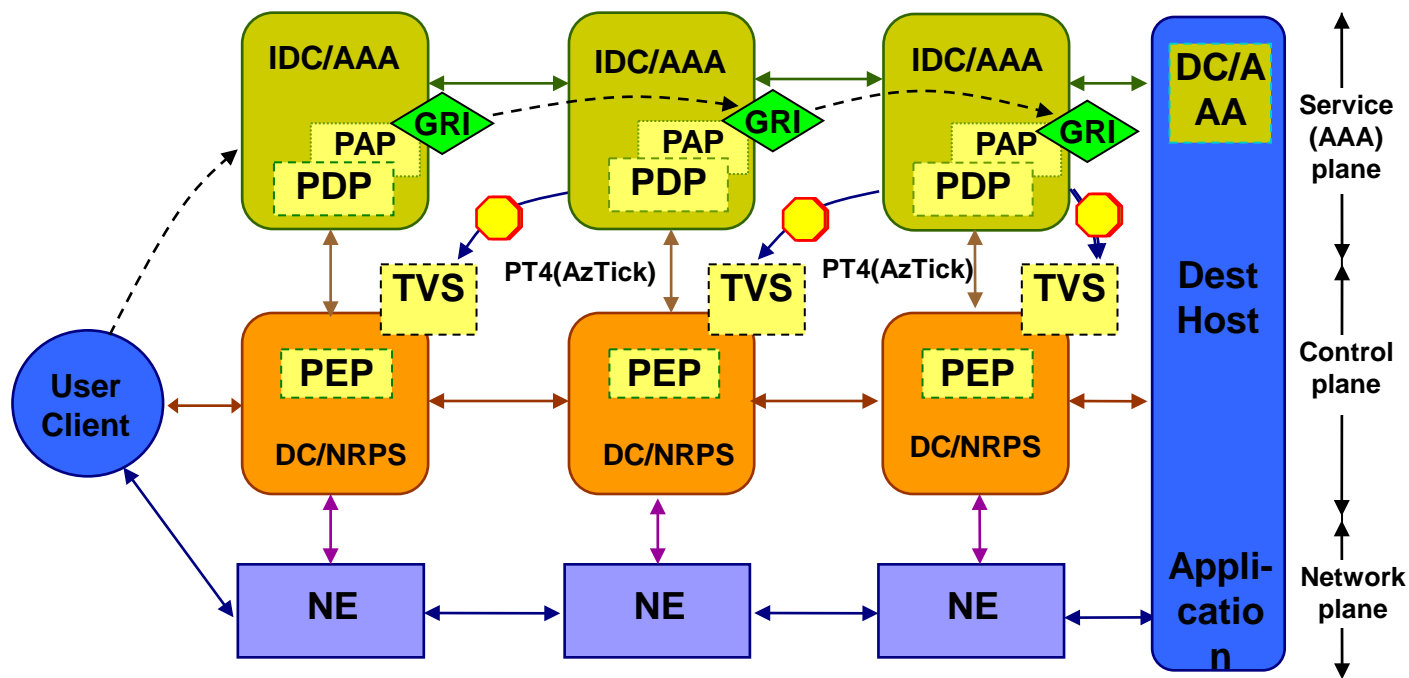 IDC/AAA
IDC/AAA
IDC/AAA
DC/A
AA
GRI
GRI
GRI
PAP
PAP
PAP
PDP
PDP
PDP
Service
(AAA)
plane
PT4(AzTick)
PT4(AzTick)
TVS
TVS
TVS
Dest
Host
PEP
PEP
PEP
Control
plane
User
Client
DC/NRPS
DC/NRPS
DC/NRPS
NE
NE
NE
Appli-
catio
n
Network
plane